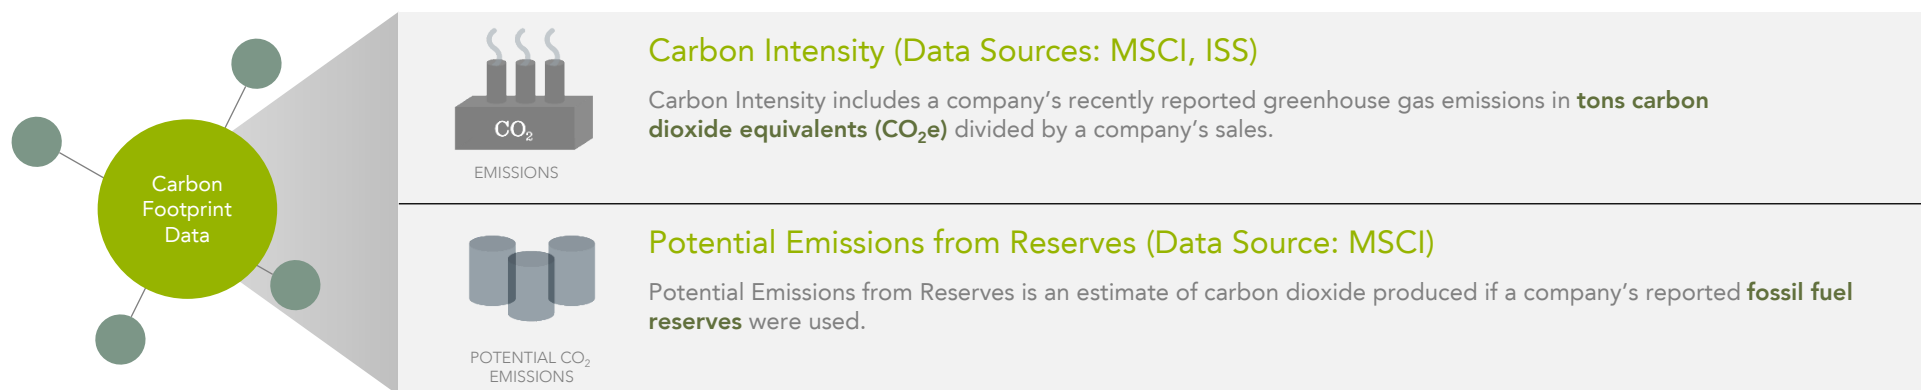 Carbon
Footprint
Data
CO₂
EMISSIONS
Carbon Intensity (Data Sources: MSCI, ISS)
Carbon Intensity includes a company’s recently reported greenhouse gas emissions in tons carbon
dioxide equivalents (CO₂e) divided by a company’s sales.
POTENTIAL CO₂
EMISSIONS
Potential Emissions from Reserves (Data Source: MSCI)
Potential Emissions from Reserves is an estimate of carbon dioxide produced if a company’s reported fossil fuel
reserves were used.